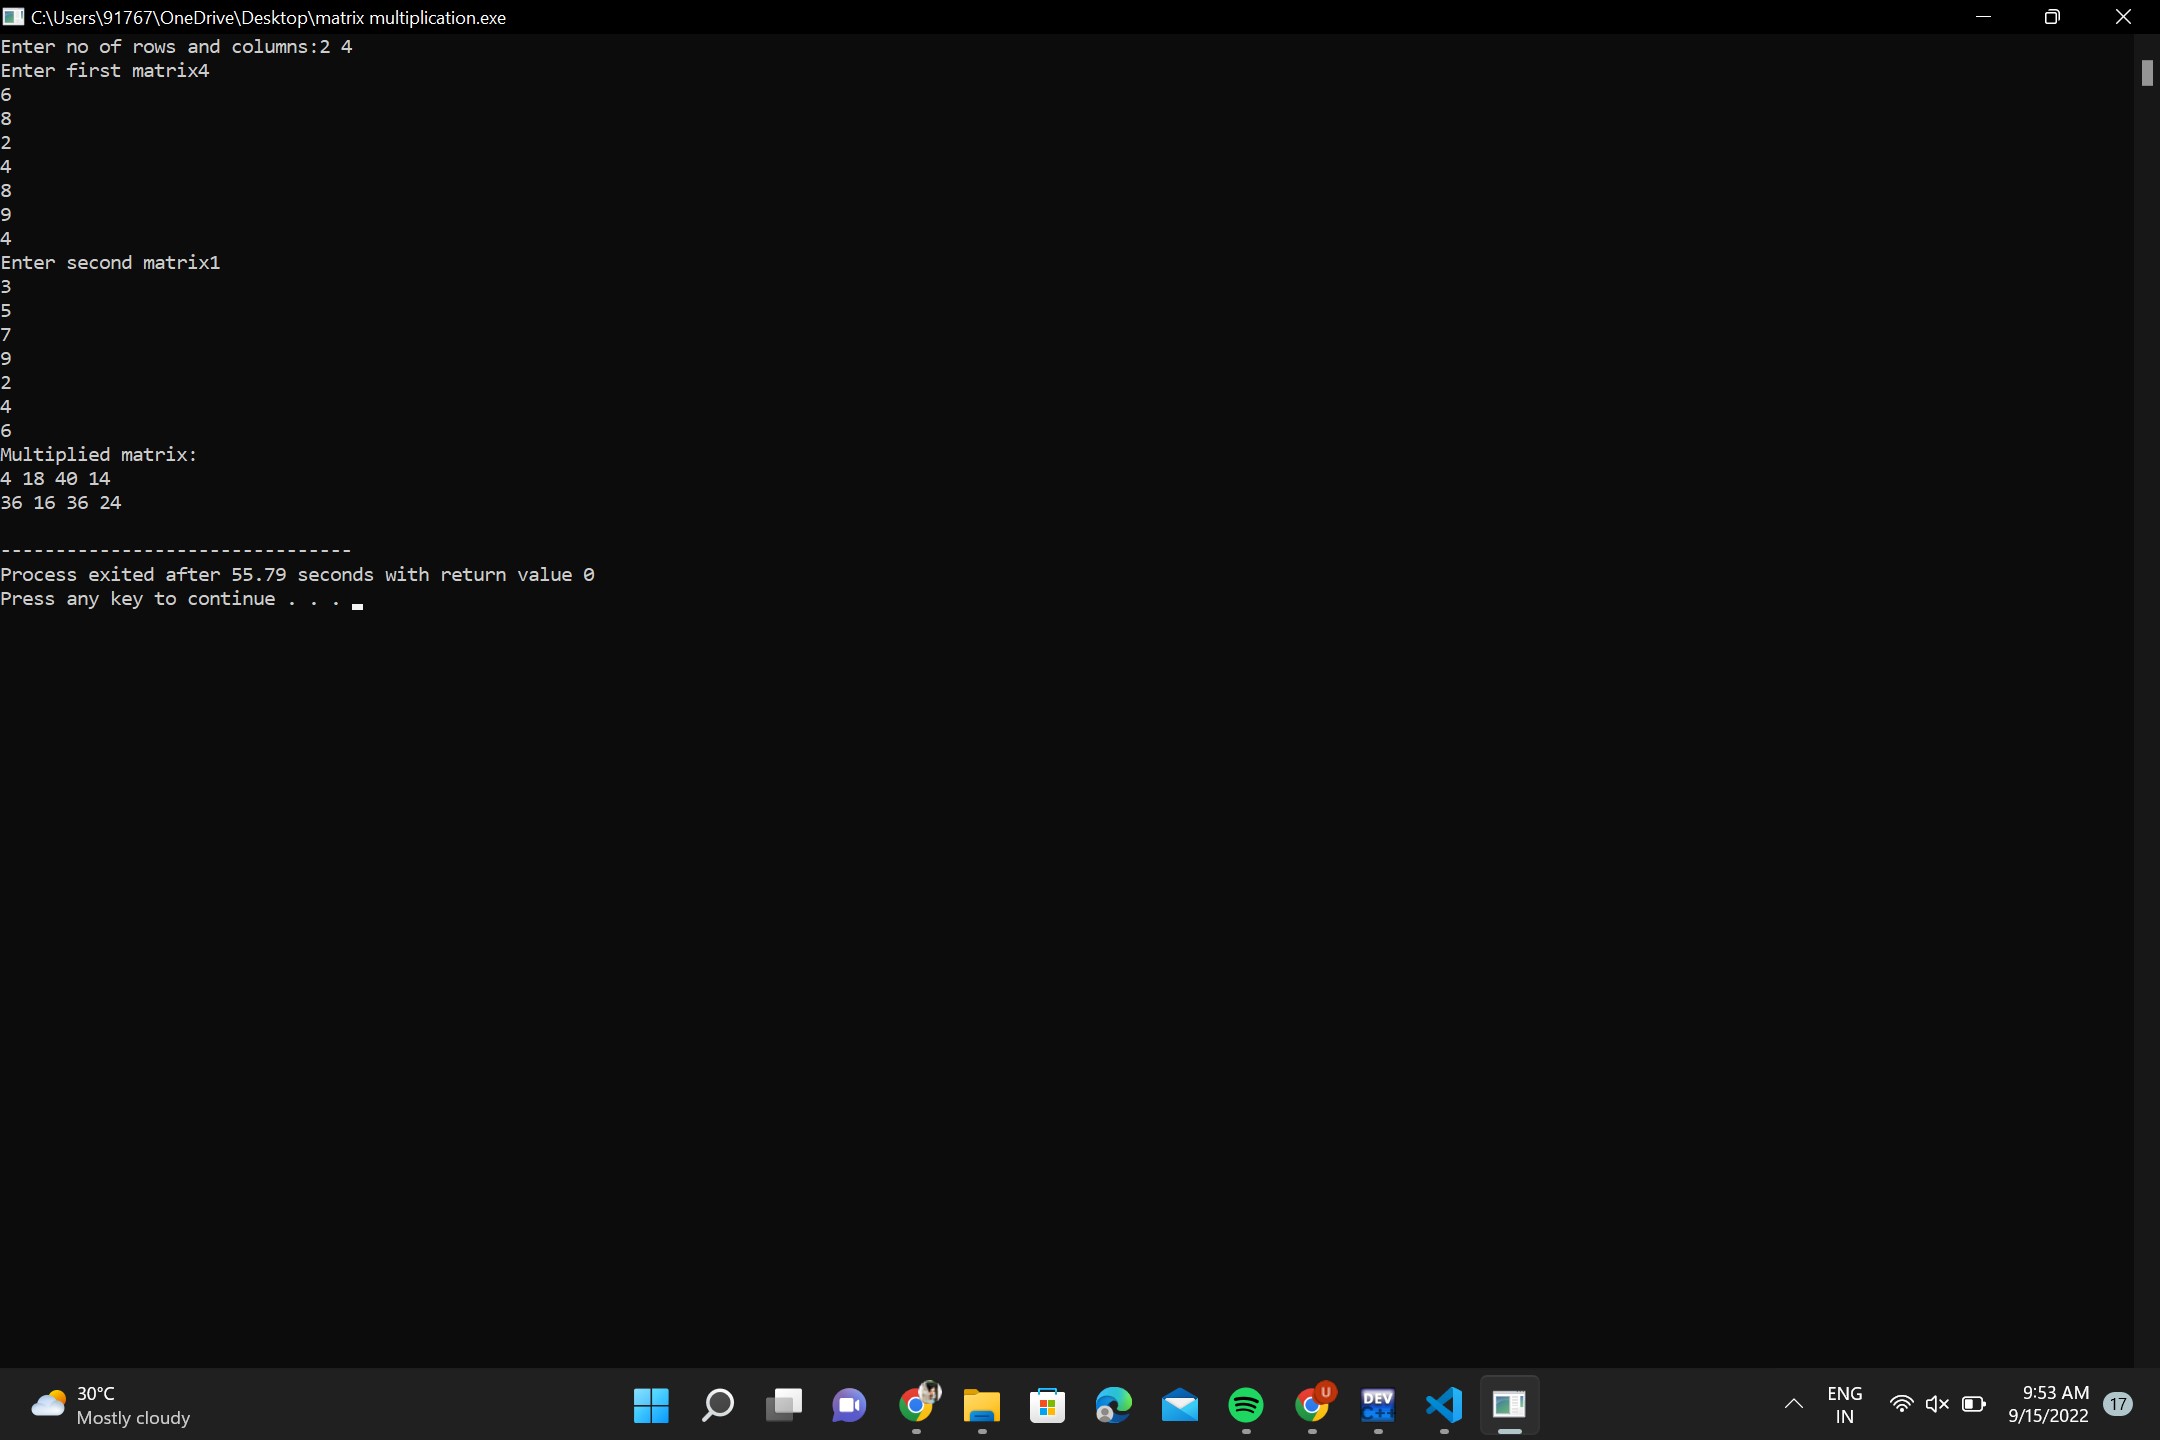 C:\Users\91767\OneDrive\Desktop\matrix multiplication.exe
Enter no of rows and columns:2 4
Enter first matrix4
6
8
2
4
8
9
4
Enter second matrix1
3
5
7
9
2
4
6
Multiplied matrix:
4 18 40 14
36 16 36 24
--------------------------------
Process exited after 55.79 seconds with return value 0
Press any key to continue . . .
30°C
Mostly cloudy
U
DEV
C++
ENG
IN
9:53 AM
9/15/2022
17